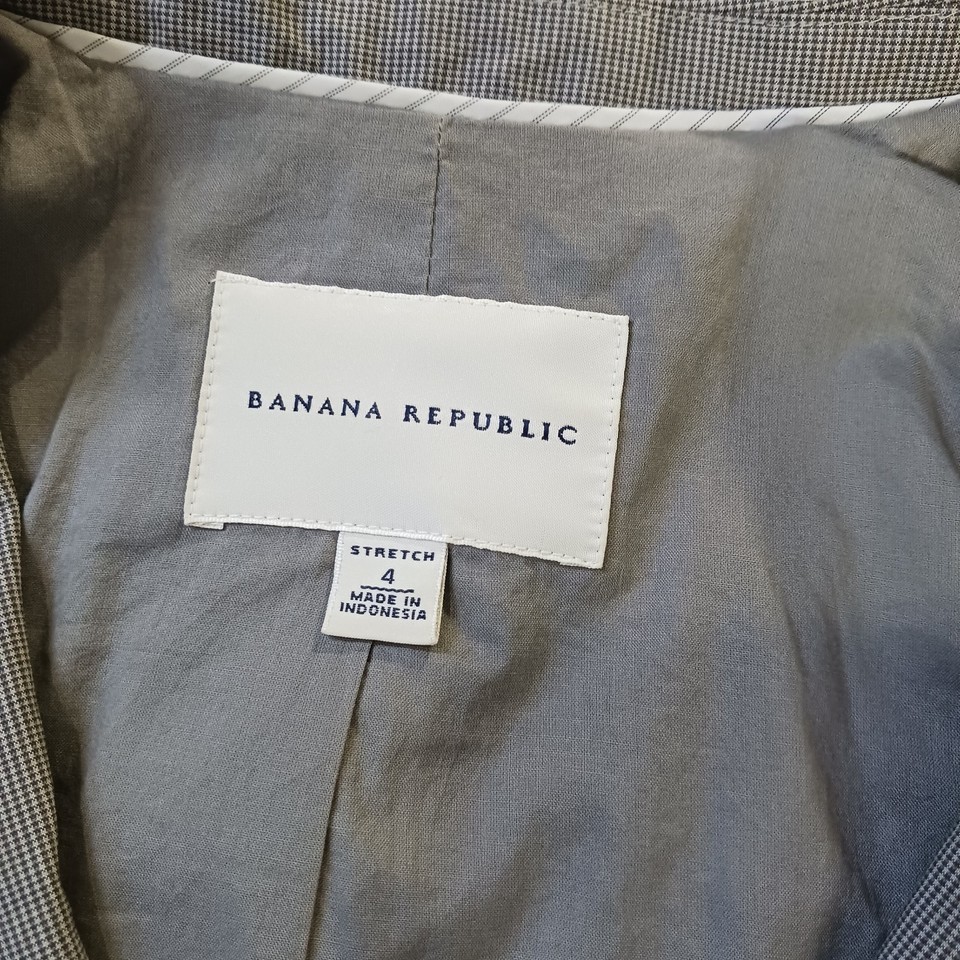 BANANA REPUBLIC
STRETCH
4
MADE IN
INDONESIA